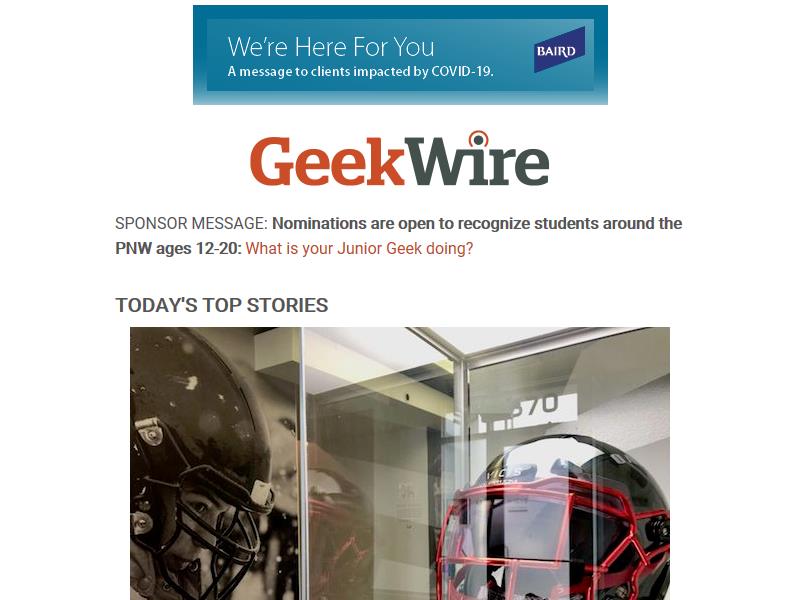 We're Here For You
A message to clients impacted by COVID-19.
BAIRD
GeekWire
SPONSOR MESSAGE: Nominations are open to recognize students around the
PNW ages 12-20: What is your Junior Geek doing?
TODAY'S TOP STORIES
VICIS